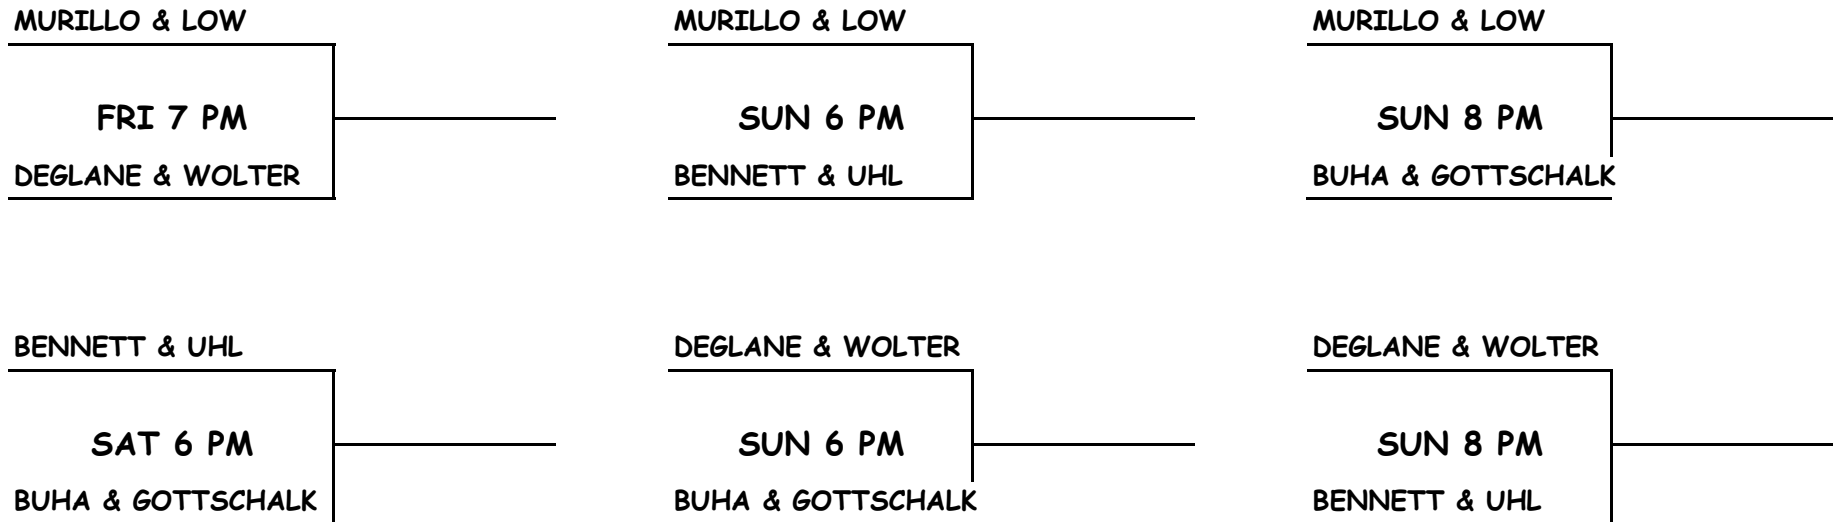 MURILLO & LOW
FRI 7 PM
DEGLANE & WOLTER
MURILLO & LOW
SUN 6 PM
BENNETT & UHL
MURILLO & LOW
SUN 8 PM
BUHA & GOTTSCHALK
BENNETT & UHL
SAT 6 PM
BUHA & GOTTSCHALK
DEGLANE & WOLTER
SUN 6 PM
BUHA & GOTTSCHALK
DEGLANE & WOLTER
SUN 8 PM
BENNETT & UHL